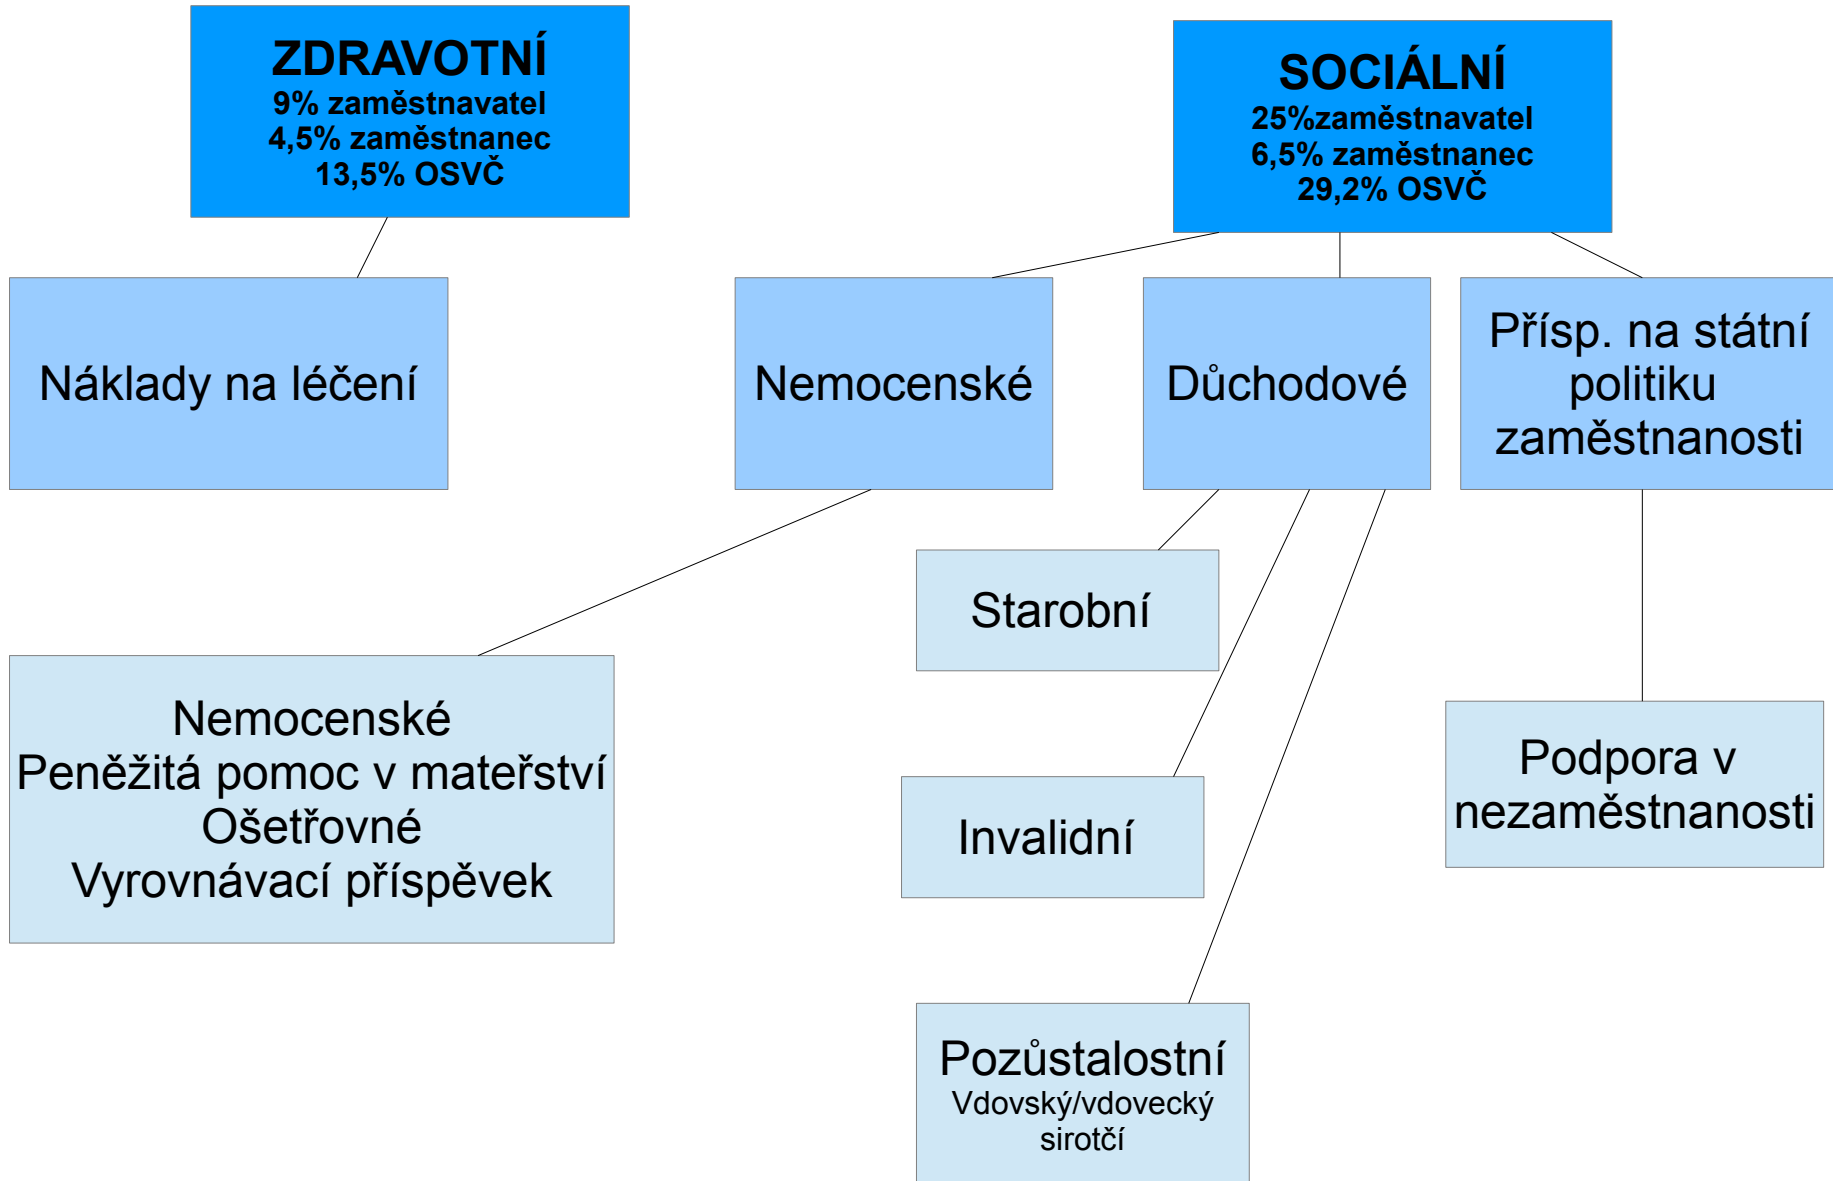 ZDRAVOTNÍ
9% zaměstnavatel
4,5% zaměstnanec
13,5% OSVČ
SOCIÁLNÍ
25%zaměstnavatel
6,5% zaměstnanec
29,2% OSVČ
Náklady na léčení
Nemocenské
Důchodové
Přísp. na státní
politiku
zaměstnanosti
Starobní
Nemocenské
Peněžitá pomoc v mateřství
Ošetřovné
Vyrovnávací příspěvek
Invalidní
Podpora v
nezaměstnanosti
Pozůstalostní
Vdovský/vdovecký
sirotčí